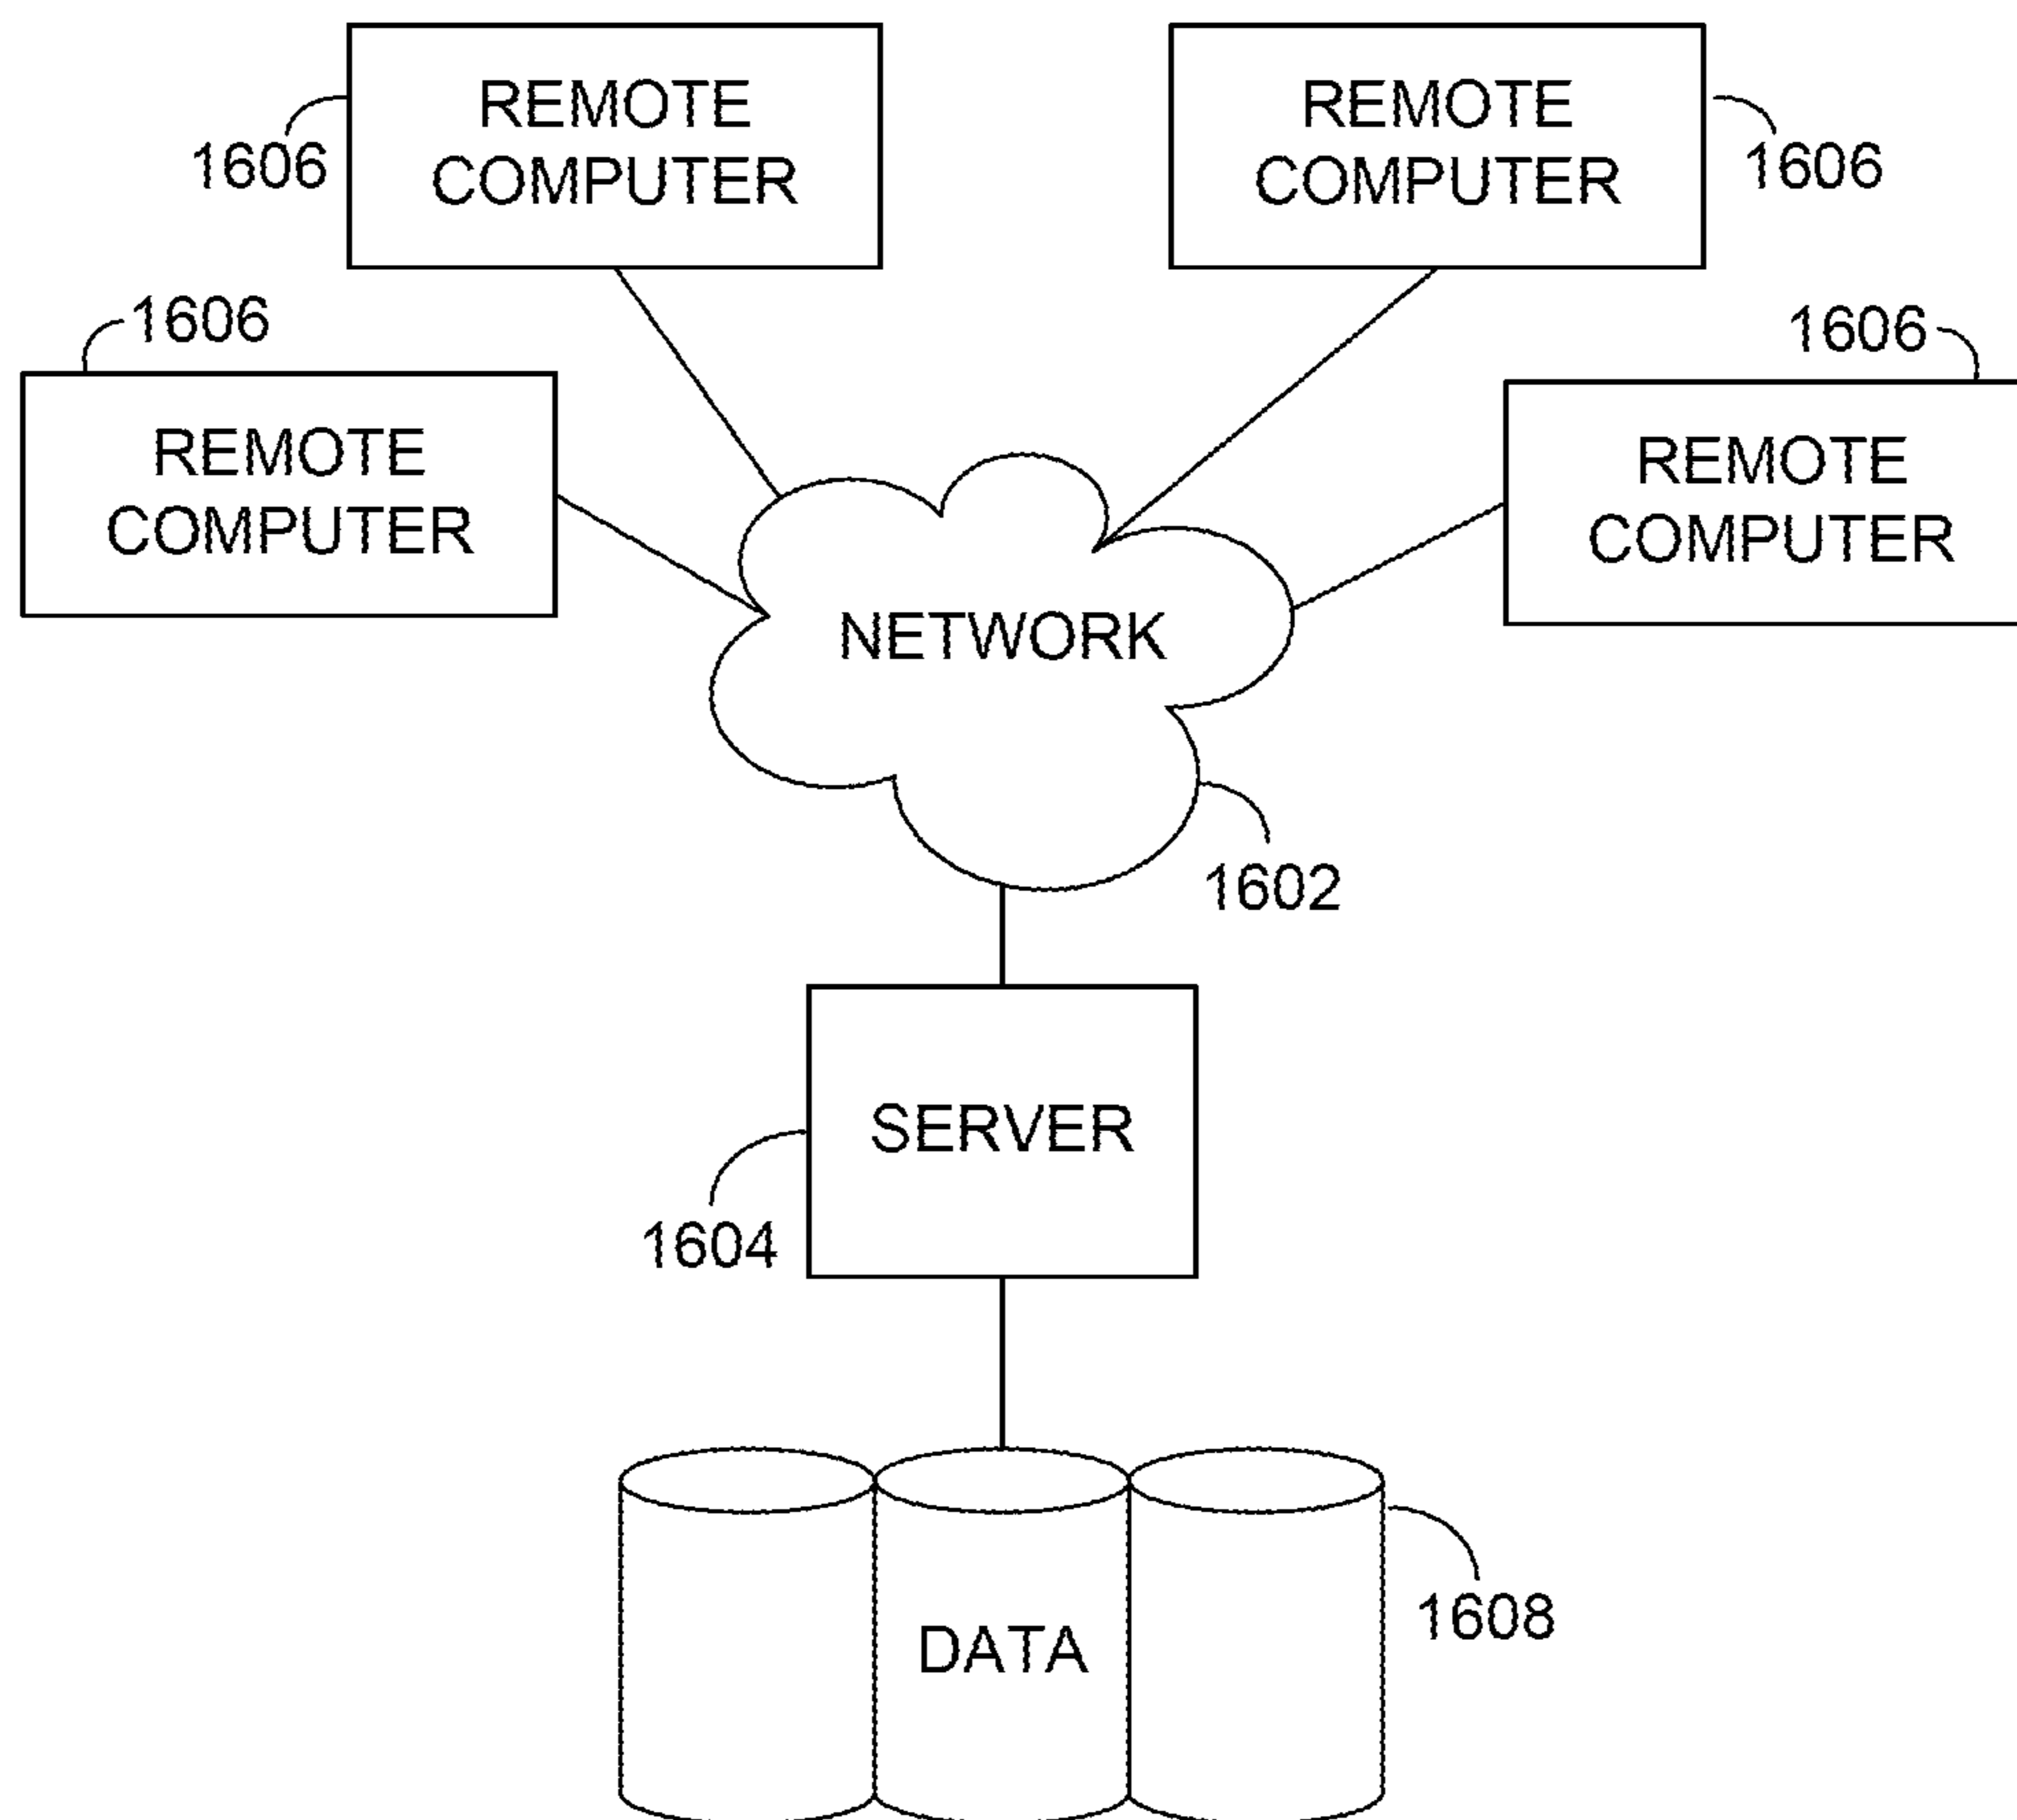 REMOTE
COMPUTER
1606
REMOTE
COMPUTER
1606
1606
REMOTE
COMPUTER
1606
REMOTE
COMPUTER
NETWORK
1602
SERVER
1604
DATA
1608